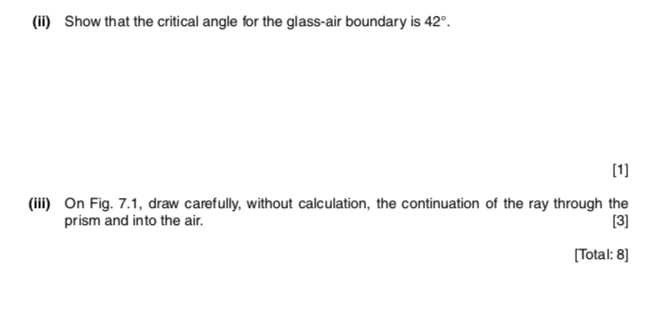 (ii) Show that the critical angle for the glass-air boundary is 42°.
[1]
(iii) On Fig. 7.1, draw carefully, without calculation, the continuation of the ray through the
prism and into the air. [3]
[Total: 8]